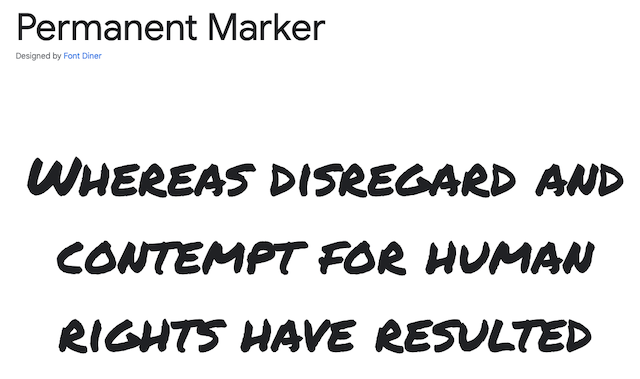 Permanent Marker
Designed by Font Diner
Whereas disregard and
contempt for human
rights have resulted